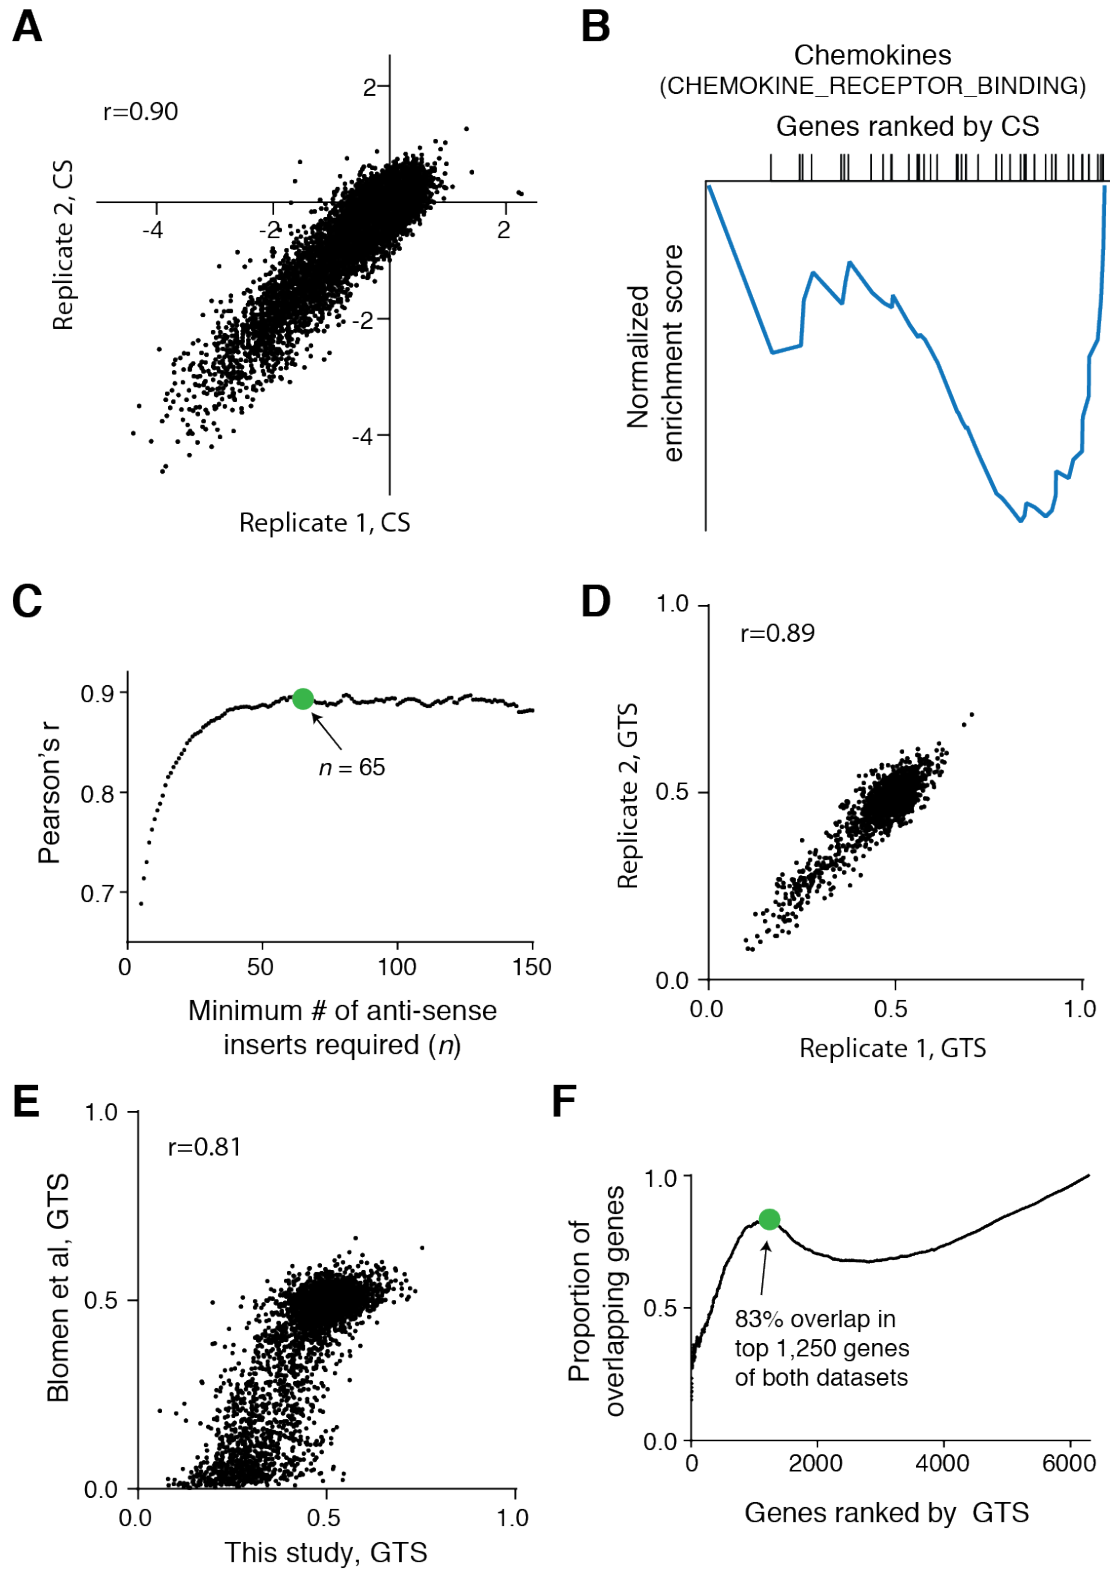 A
r=0.90
2
-4
-2
2
-2
-4
Replicate 2, CS
Replicate 1, CS
B
Chemokines
(CHEMOKINE_RECEPTOR_BINDING)
Genes ranked by CS
Normalized
enrichment score
C
0.9
0.8
0.7
n = 65
Pearson's r
0
50
100
150
Minimum # of anti-sense
inserts required (n)
D
1.0
r=0.89
0.5
0.0
Replicate 2, GTS
0.0
0.5
1.0
Replicate 1, GTS
E
1.0
r=0.81
0.5
0.0
Blomen et al, GTS
0.0
0.5
1.0
This study, GTS
F
1.0
0.5
0.0
Proportion of
overlapping genes
83% overlap in
top 1,250 genes
of both datasets
0
2000
4000
6000
Genes ranked by GTS